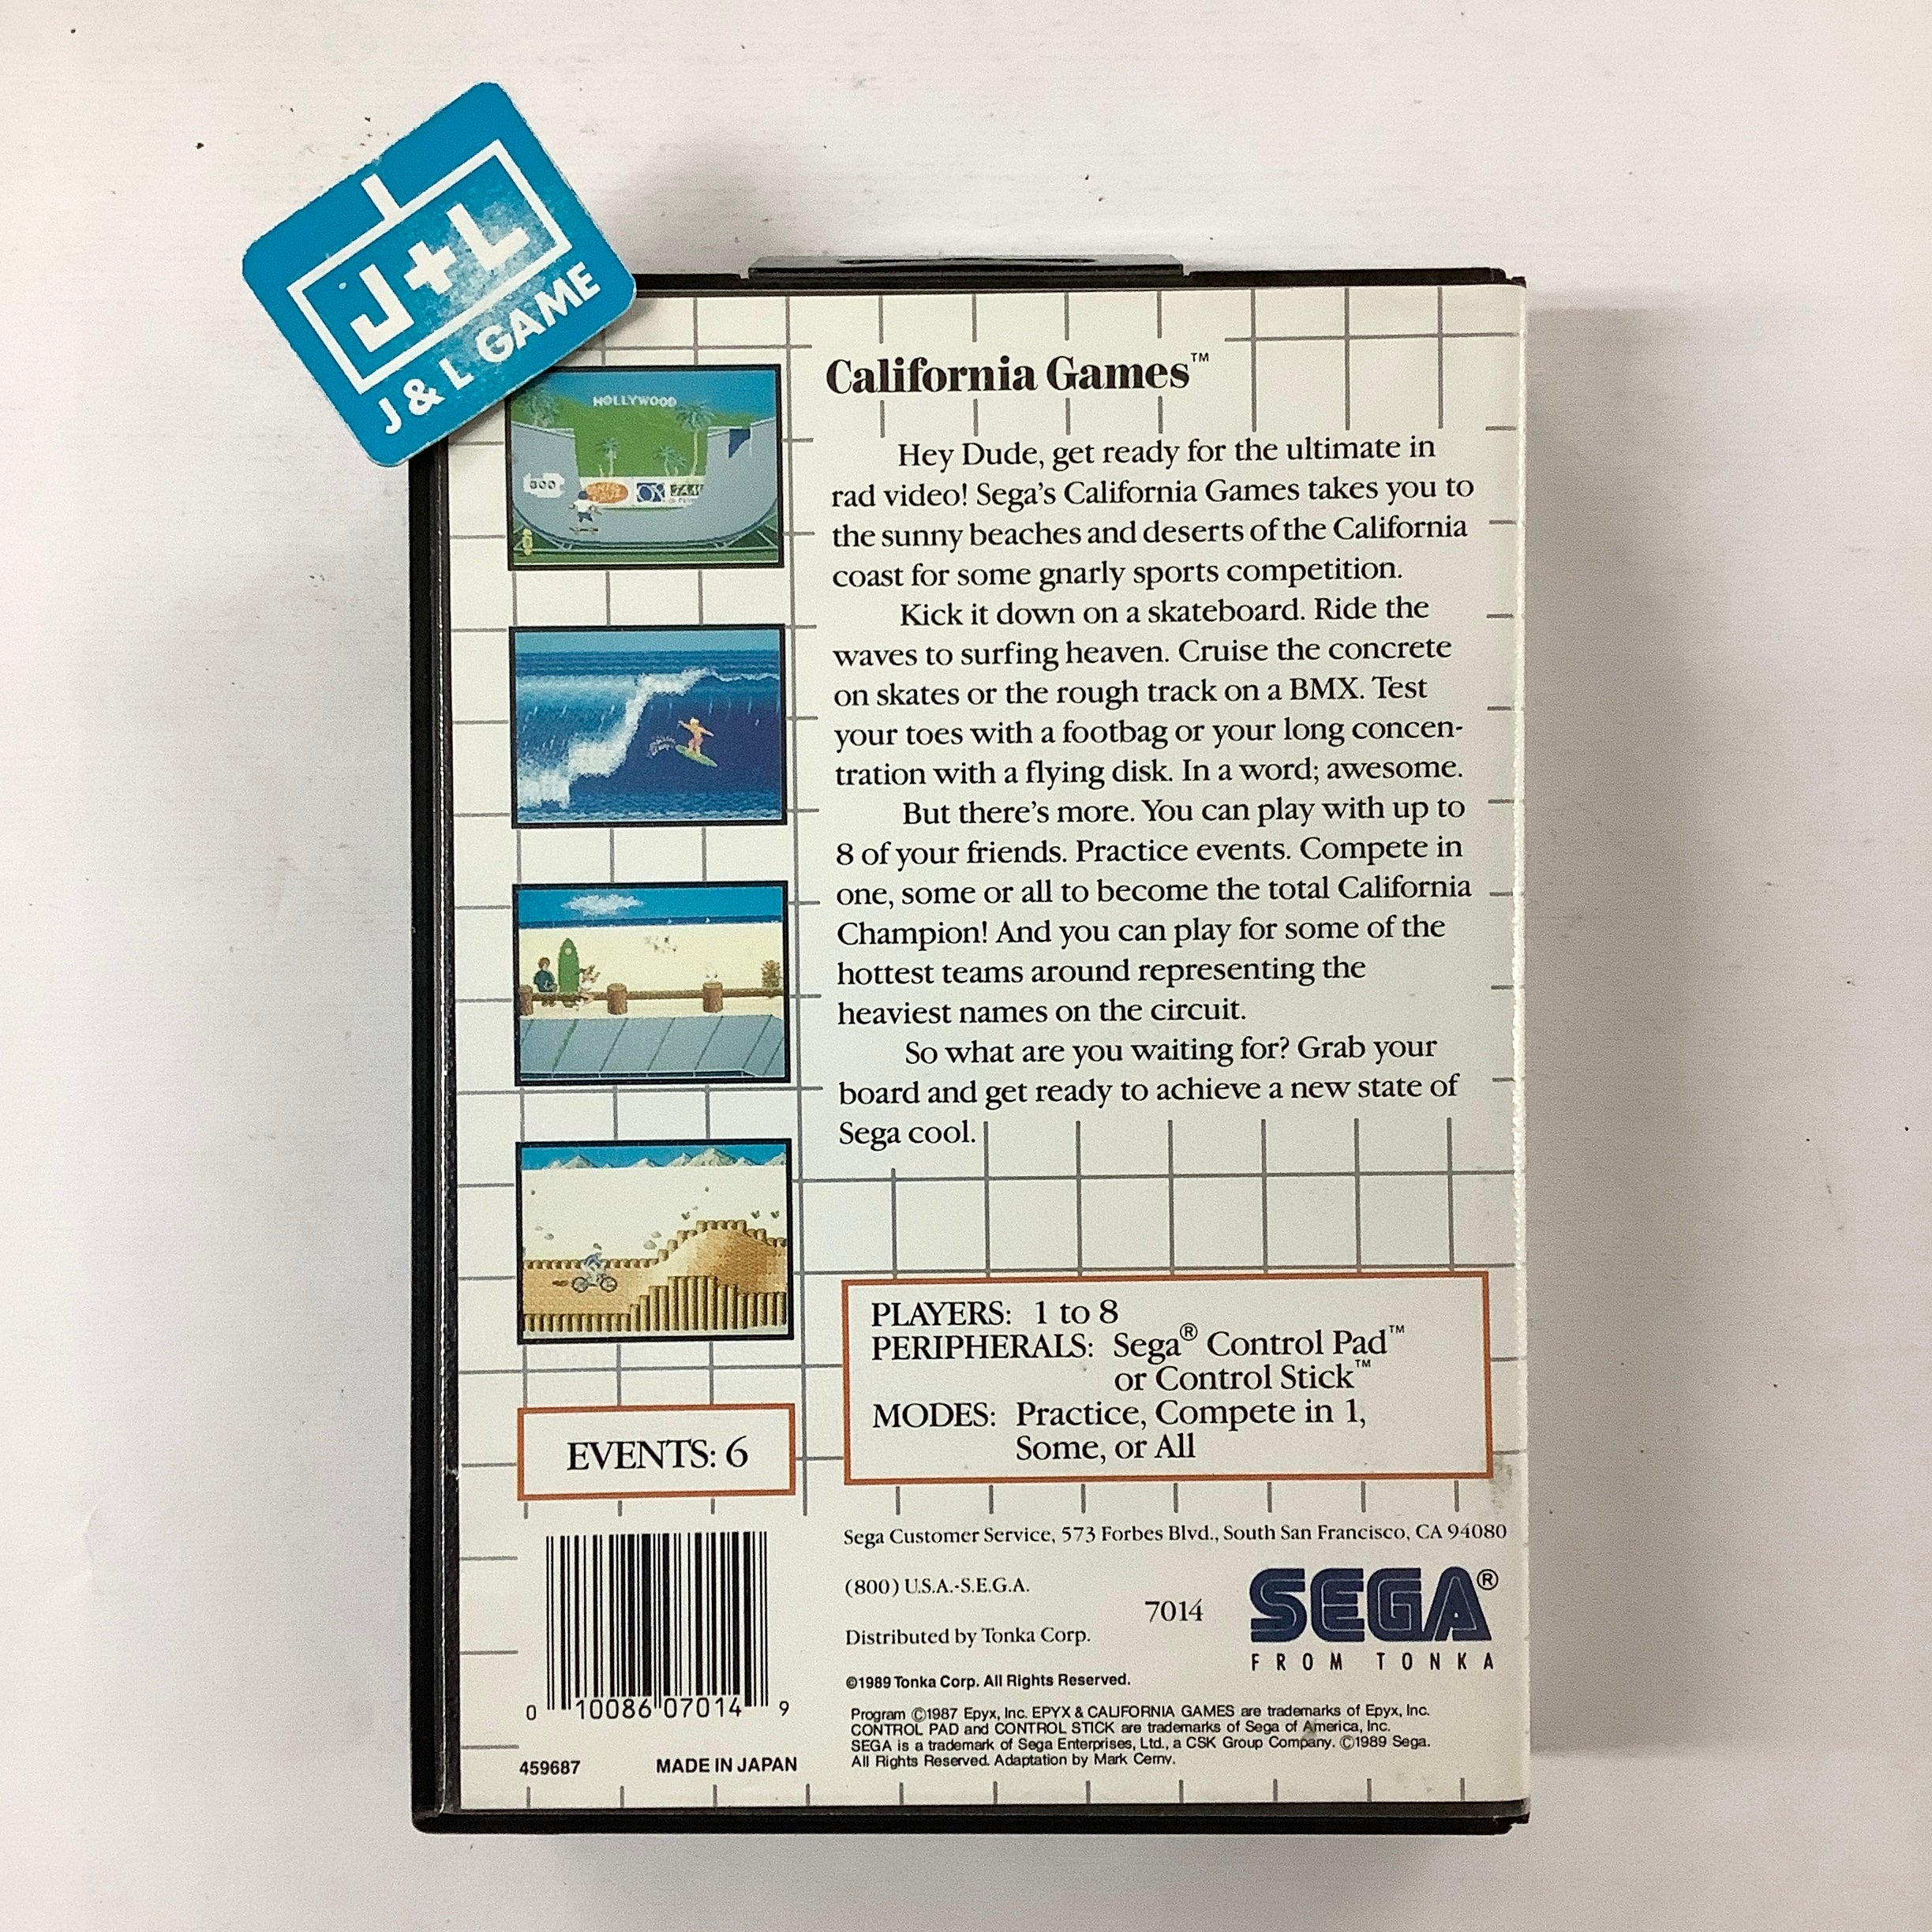 J+L
J & L GAME
HOLLYWOOD
300
California Games™
Hey Dude, get ready for the ultimate in
rad video! Sega's California Games takes you to
the sunny beaches and deserts of the California
coast for some gnarly sports competition.
Kick it down on a skateboard. Ride the
waves to surfing heaven. Cruise the concrete
on skates or the rough track on a BMX. Test
your toes with a footbag or your long concen-
tration with a flying disk. In a word; awesome.
But there's more. You can play with up to
8 of your friends. Practice events. Compete in
one, some or all to become the total California
Champion! And you can play for some of the
hottest teams around representing the
heaviest names on the circuit.
So what are you waiting for? Grab your
board and get ready to achieve a new state of
Sega cool.
PLAYERS: 1 to 8
PERIPHERALS: Sega® Control Pad™
or Control Stick™
MODES: Practice, Compete in 1,
Some, or All
EVENTS: 6
Sega Customer Service, 573 Forbes Blvd., South San Francisco, CA 94080
(800) U.S.A.-S.E.G.A.
7014
Distributed by Tonka Corp.
SEGA®
FROM TONKA
©1989 Tonka Corp. All Rights Reserved.
Program ©1987 Epyx, Inc. EPYX & CALIFORNIA GAMES are trademarks of Epyx, Inc.
CONTROL PAD and CONTROL STICK are trademarks of Sega of America, Inc.
SEGA is a trademark of Sega Enterprises, Ltd., a CSK Group Company. ©1989 Sega.
All Rights Reserved. Adaptation by Mark Cerny.
0 10086 07014 9
459687 MADE IN JAPAN